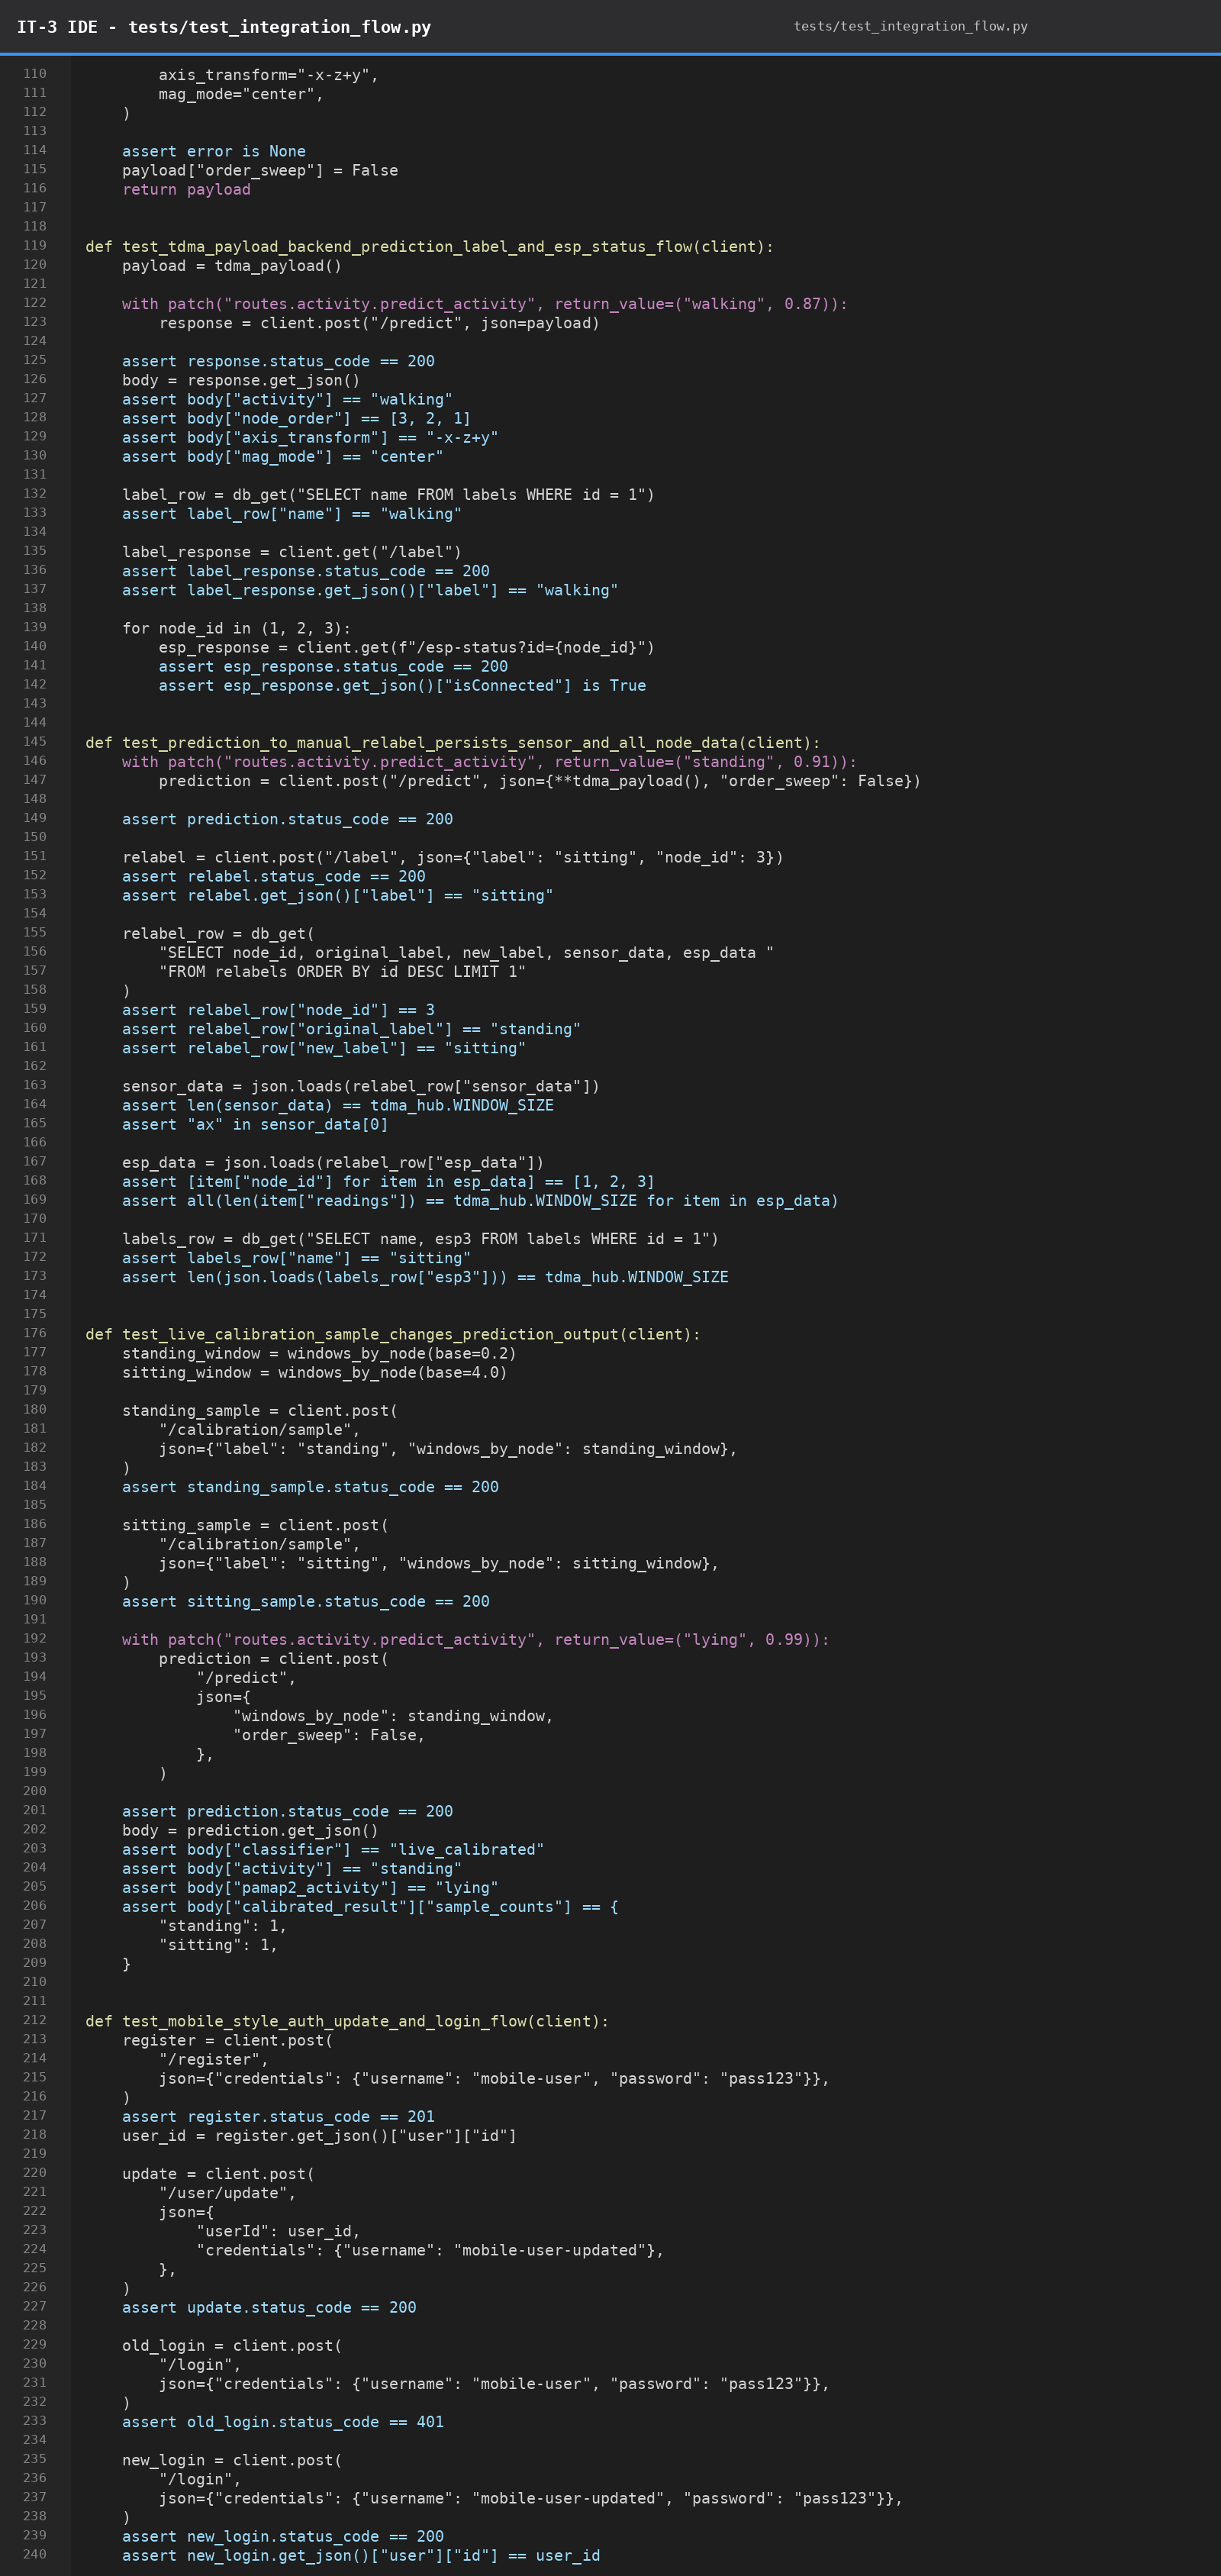 IT-3 IDE - tests/test_integration_flow.py tests/test_integration_flow.py
110         axis_transform="-x-z+y",
111         mag_mode="center",
112     )
113
114     assert error is None
115     payload["order_sweep"] = False
116     return payload
117
118
119 def test_tdma_payload_backend_prediction_label_and_esp_status_flow(client):
120     payload = tdma_payload()
121
122     with patch("routes.activity.predict_activity", return_value=("walking", 0.87)):
123         response = client.post("/predict", json=payload)
124
125     assert response.status_code == 200
126     body = response.get_json()
127     assert body["activity"] == "walking"
128     assert body["node_order"] == [3, 2, 1]
129     assert body["axis_transform"] == "-x-z+y"
130     assert body["mag_mode"] == "center"
131
132     label_row = db_get("SELECT name FROM labels WHERE id = 1")
133     assert label_row["name"] == "walking"
134
135     label_response = client.get("/label")
136     assert label_response.status_code == 200
137     assert label_response.get_json()["label"] == "walking"
138
139     for node_id in (1, 2, 3):
140         esp_response = client.get(f"/esp-status?id={node_id}")
141         assert esp_response.status_code == 200
142         assert esp_response.get_json()["isConnected"] is True
143
144
145 def test_prediction_to_manual_relabel_persists_sensor_and_all_node_data(client):
146     with patch("routes.activity.predict_activity", return_value=("standing", 0.91)):
147         prediction = client.post("/predict", json={**tdma_payload(), "order_sweep": False})
148
149     assert prediction.status_code == 200
150
151     relabel = client.post("/label", json={"label": "sitting", "node_id": 3})
152     assert relabel.status_code == 200
153     assert relabel.get_json()["label"] == "sitting"
154
155     relabel_row = db_get(
156         "SELECT node_id, original_label, new_label, sensor_data, esp_data "
157         "FROM relabels ORDER BY id DESC LIMIT 1"
158     )
159     assert relabel_row["node_id"] == 3
160     assert relabel_row["original_label"] == "standing"
161     assert relabel_row["new_label"] == "sitting"
162
163     sensor_data = json.loads(relabel_row["sensor_data"])
164     assert len(sensor_data) == tdma_hub.WINDOW_SIZE
165     assert "ax" in sensor_data[0]
166
167     esp_data = json.loads(relabel_row["esp_data"])
168     assert [item["node_id"] for item in esp_data] == [1, 2, 3]
169     assert all(len(item["readings"]) == tdma_hub.WINDOW_SIZE for item in esp_data)
170
171     labels_row = db_get("SELECT name, esp3 FROM labels WHERE id = 1")
172     assert labels_row["name"] == "sitting"
173     assert len(json.loads(labels_row["esp3"])) == tdma_hub.WINDOW_SIZE
174
175
176 def test_live_calibration_sample_changes_prediction_output(client):
177     standing_window = windows_by_node(base=0.2)
178     sitting_window = windows_by_node(base=4.0)
179
180     standing_sample = client.post(
181         "/calibration/sample",
182         json={"label": "standing", "windows_by_node": standing_window},
183     )
184     assert standing_sample.status_code == 200
185
186     sitting_sample = client.post(
187         "/calibration/sample",
188         json={"label": "sitting", "windows_by_node": sitting_window},
189     )
190     assert sitting_sample.status_code == 200
191
192     with patch("routes.activity.predict_activity", return_value=("lying", 0.99)):
193         prediction = client.post(
194             "/predict",
195             json={
196                 "windows_by_node": standing_window,
197                 "order_sweep": False,
198             },
199         )
200
201     assert prediction.status_code == 200
202     body = prediction.get_json()
203     assert body["classifier"] == "live_calibrated"
204     assert body["activity"] == "standing"
205     assert body["pamap2_activity"] == "lying"
206     assert body["calibrated_result"]["sample_counts"] == {
207         "standing": 1,
208         "sitting": 1,
209     }
210
211
212 def test_mobile_style_auth_update_and_login_flow(client):
213     register = client.post(
214         "/register",
215         json={"credentials": {"username": "mobile-user", "password": "pass123"}},
216     )
217     assert register.status_code == 201
218     user_id = register.get_json()["user"]["id"]
219
220     update = client.post(
221         "/user/update",
222         json={
223             "userId": user_id,
224             "credentials": {"username": "mobile-user-updated"},
225         },
226     )
227     assert update.status_code == 200
228
229     old_login = client.post(
230         "/login",
231         json={"credentials": {"username": "mobile-user", "password": "pass123"}},
232     )
233     assert old_login.status_code == 401
234
235     new_login = client.post(
236         "/login",
237         json={"credentials": {"username": "mobile-user-updated", "password": "pass123"}},
238     )
239     assert new_login.status_code == 200
240     assert new_login.get_json()["user"]["id"] == user_id